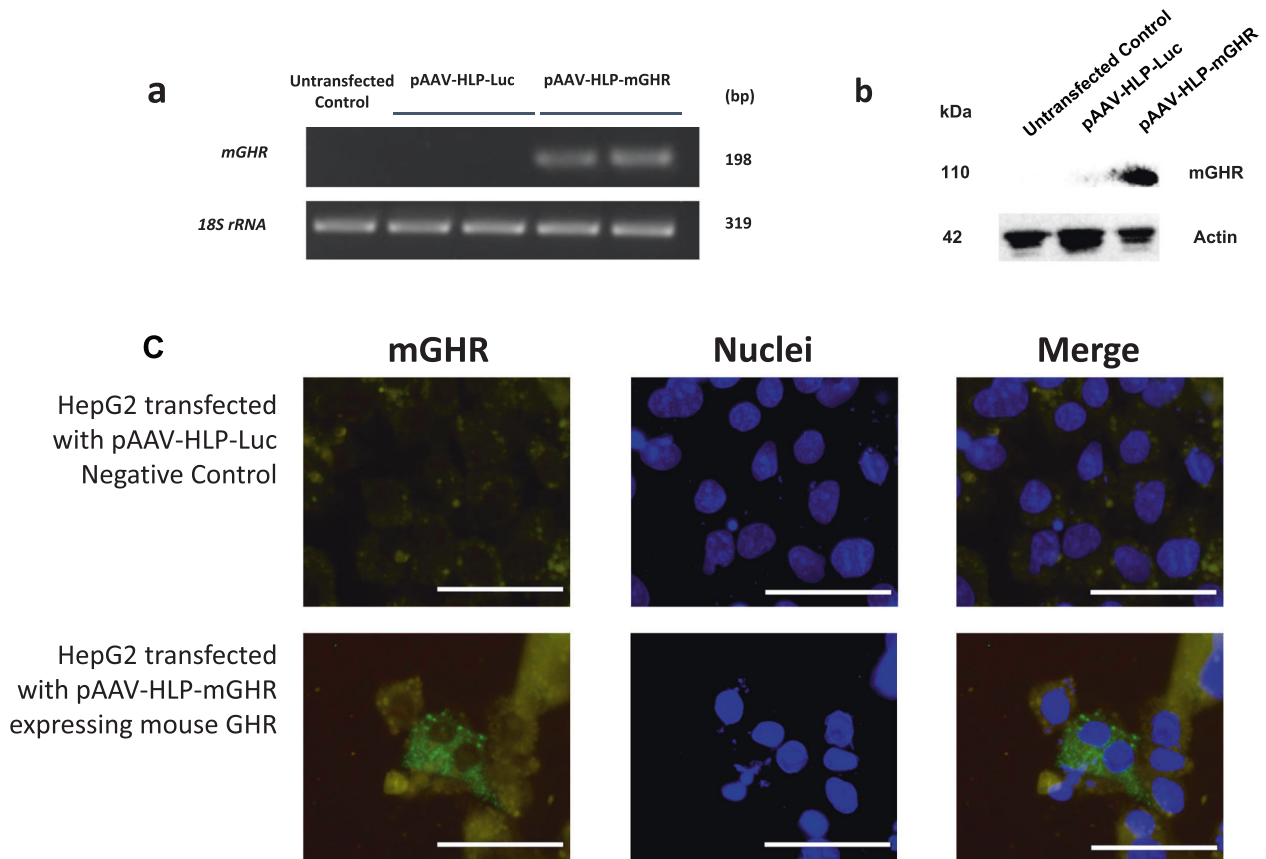 a
Untransfected
Control
pAAV-HLP-Luc
pAAV-HLP-mGHR
(bp)
mGHR
198
18S rRNA
319
b
kDa
Untransfected Control
pAAV-HLP-Luc
pAAV-HLP-mGHR
110
mGHR
42
Actin
C
mGHR
Nuclei
Merge
HepG2 transfected
with pAAV-HLP-Luc
Negative Control
HepG2 transfected
with pAAV-HLP-mGHR
expressing mouse GHR